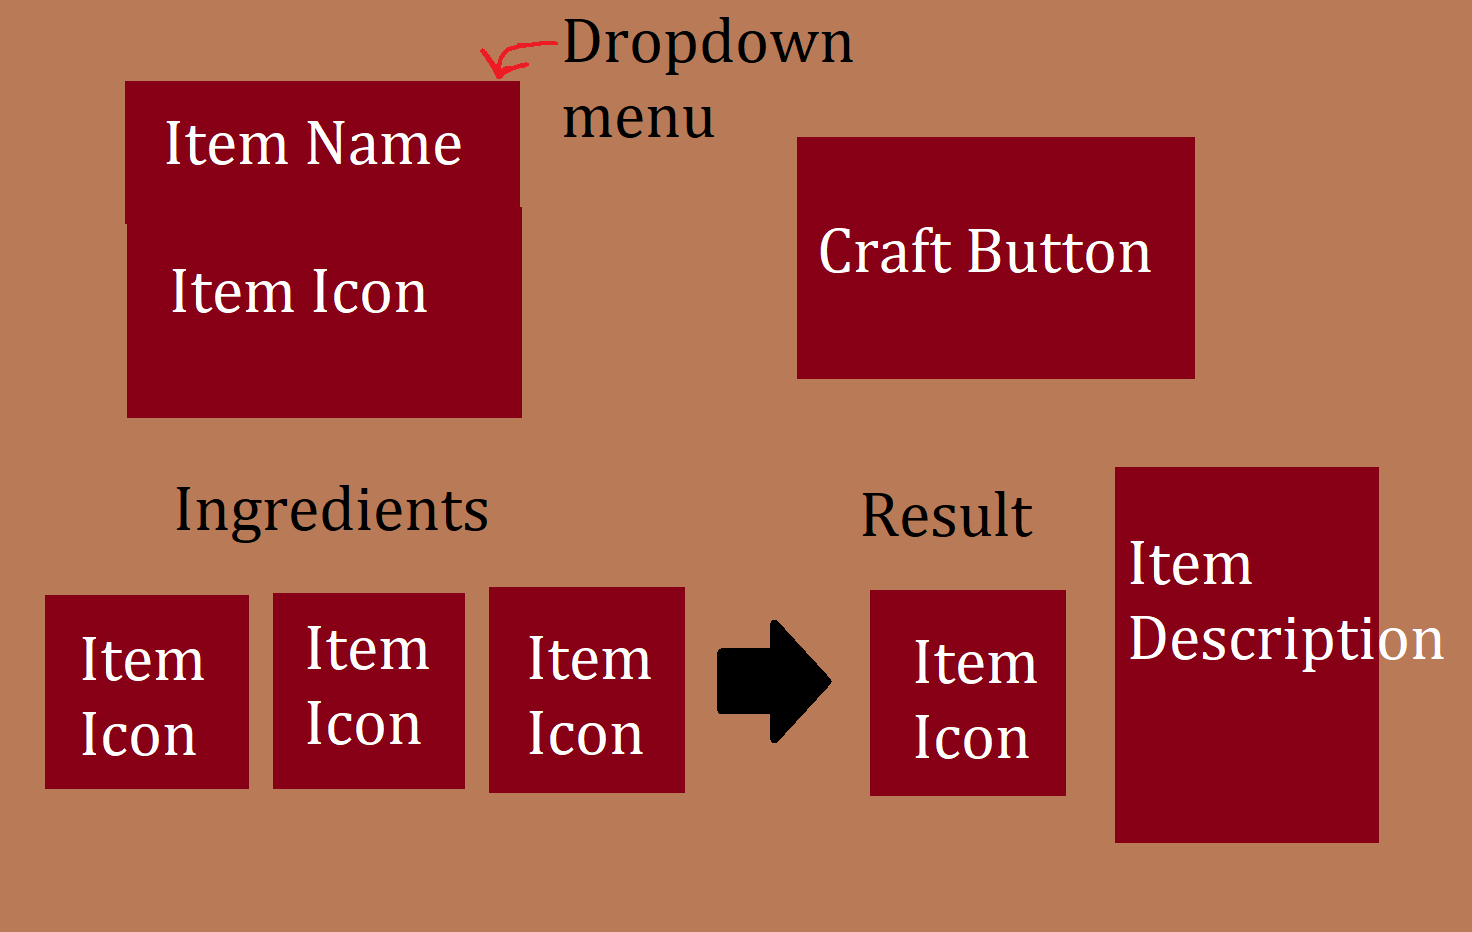 Dropdown
menu
Item Name
Item Icon
Craft Button
Ingredients
Result
Item
Icon
Item
Icon
Item
Icon
Item
Icon
Item
Description